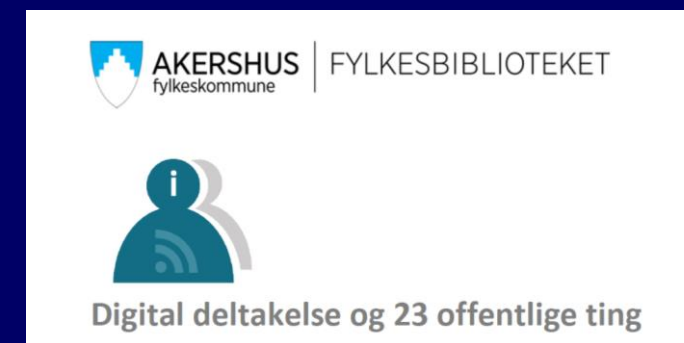 AKERSHUS
fylkeskommune
FYLKESBIBLIOTEKET
i
Digital deltakelse og 23 offentlige ting